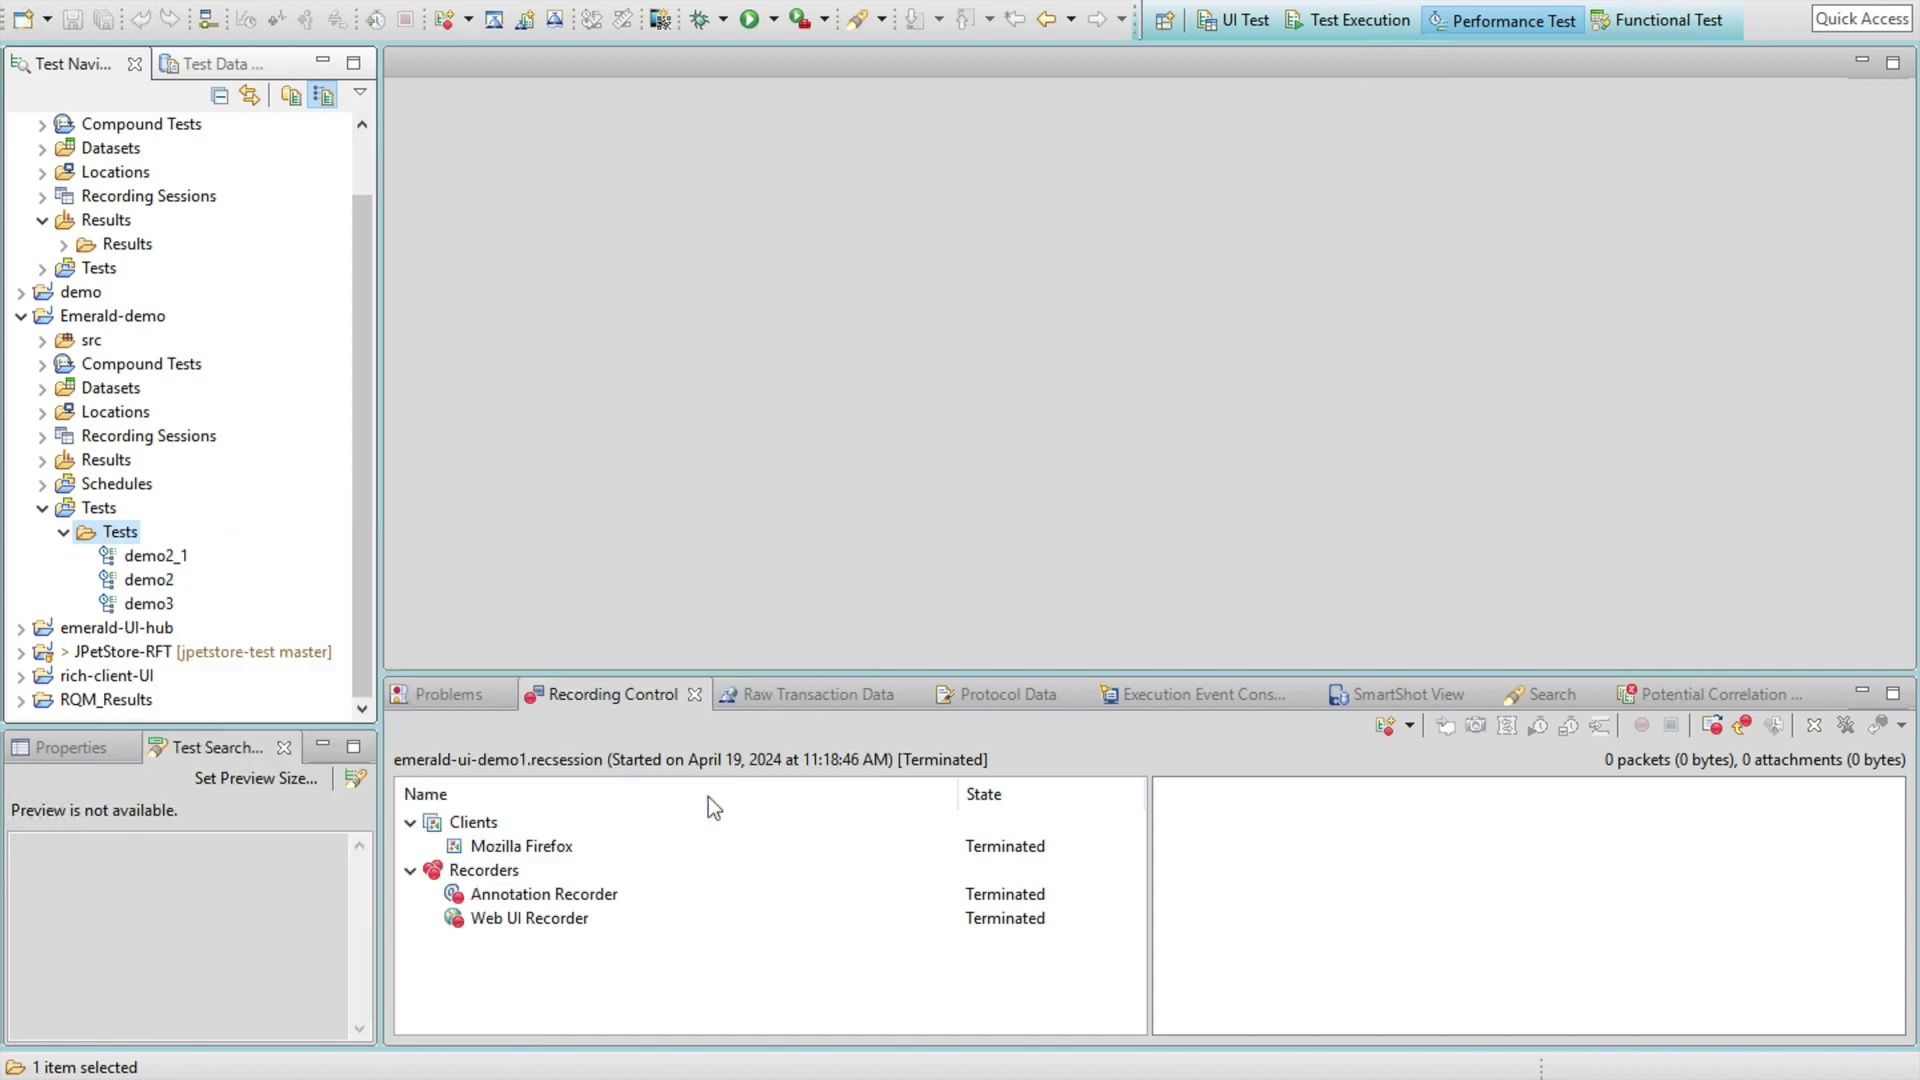 UI Test
Test Execution
Performance Test
Functional Test
Quick Access
Test Navi...
Test Data ...
Compound Tests
Datasets
Locations
Recording Sessions
Results
Results
Tests
demo
Emerald-demo
src
Compound Tests
Datasets
Locations
Recording Sessions
Results
Schedules
Tests
Tests
demo2_1
demo2
demo3
emerald-UI-hub
> JPetStore-RFT [jpetstore-test master]
rich-client-UI
RQM_Results
Properties
Test Search...
Set Preview Size...
Preview is not available.
Problems
Recording Control
Raw Transaction Data
Protocol Data
Execution Event Cons...
SmartShot View
Search
Potential Correlation ...
emerald-ui-demo1.recsession (Started on April 19, 2024 at 11:18:46 AM) [Terminated]
0 packets (0 bytes), 0 attachments (0 bytes)
Name
State
Clients
Mozilla Firefox
Terminated
Recorders
Annotation Recorder
Terminated
Web UI Recorder
Terminated
1 item selected